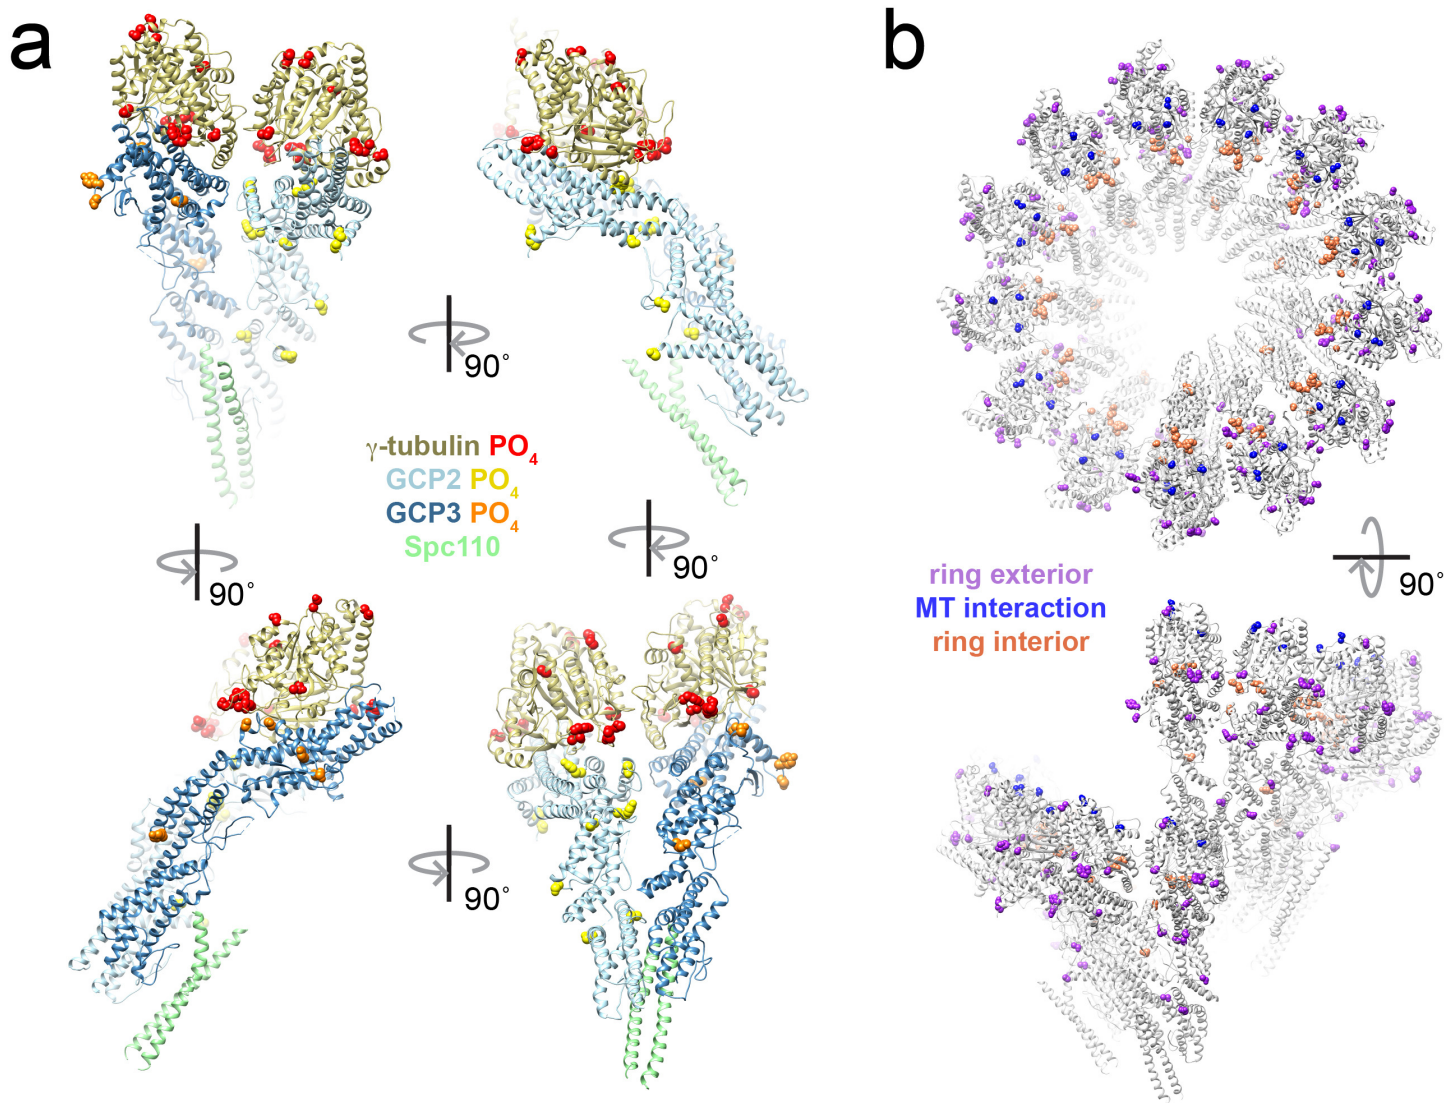 a
b
90°
γ-tubulin PO4
GCP2 PO4
GCP3 PO4
Spc110
90°
90°
90°
ring exterior
MT interaction
ring interior
90°